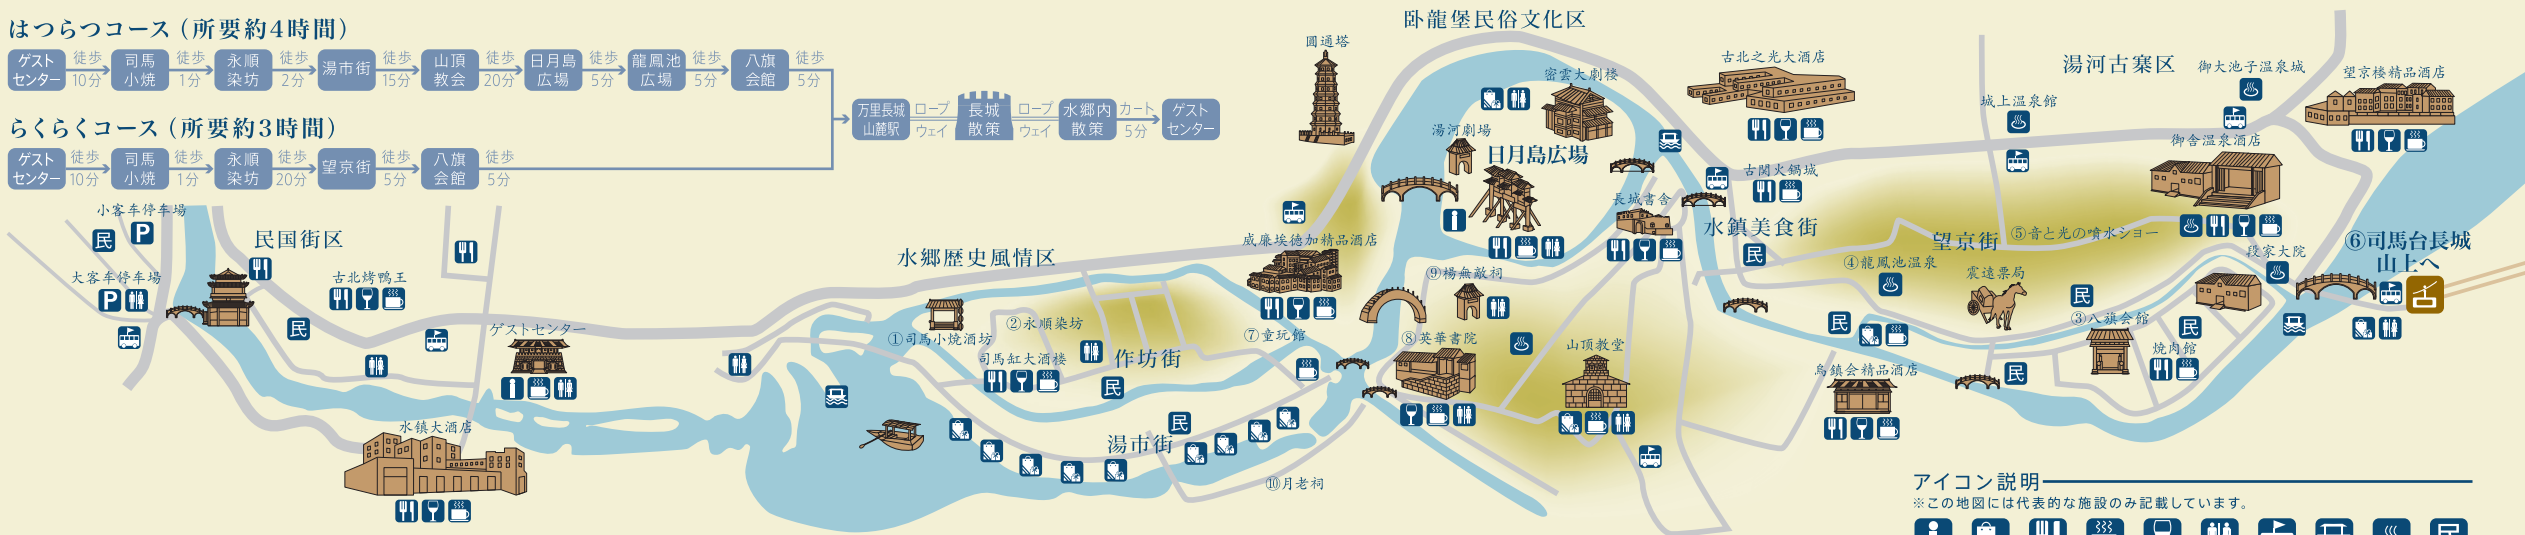 はつらつコース（所要約4時間）
ゲスト
センター
徒歩
10分
司馬
小焼
徒歩
1分
永順
染坊
徒歩
2分
湯市街
徒歩
15分
山頂
教会
徒歩
20分
日月島
広場
徒歩
5分
龍鳳池
広場
徒歩
5分
八旗
会館
徒歩
5分
らくらくコース（所要約3時間）
ゲスト
センター
徒歩
10分
司馬
小焼
徒歩
1分
永順
染坊
徒歩
20分
望京街
徒歩
5分
八旗
会館
徒歩
5分
万里長城
山麓駅
ロープ
ウェイ
長城
散策
ロープ
ウェイ
水郷内
散策
カート
5分
ゲスト
センター
小客车停车場
P
民
大客车停车場
P
民国街区
古北烤鴨王
民
ゲストセンター
水镇大酒店
水郷歴史風情区
①司馬小焼酒坊
②永順染坊
司馬缸大酒楼
作坊街
民
民
湯市街
⑦童玩館
⑩月老祠
圓通塔
威廉埃德加精品酒店
臥龍堡民俗文化区
密雲大劇楼
湯河劇場
日月島広場
長城書舎
⑨楊無敵祠
⑧英華書院
山頂教堂
古北之光大酒店
古関火鍋城
水鎮美食街
民
湯河古寨区
城上温泉館
御大池子温泉城
望京楼精品酒店
御舎温泉酒店
望京街
⑤音と光の噴水ショー
④龍鳳池温泉
震遠票局
段家大院
⑥司馬台長城
山上へ
民
民
③八旗会館
民
焼肉館
民
烏鎮会精品酒店
アイコン説明
※この地図には代表的な施設のみ記載しています。
民